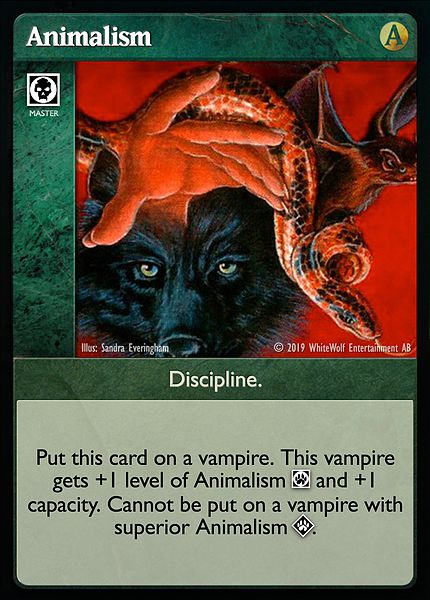 Animalism
A
MASTER
Illus: Sandra Everingham
© 2019 WhiteWolf Entertainment AB
Discipline.
Put this card on a vampire. This vampire
gets +1 level of Animalism and +1
capacity. Cannot be put on a vampire with
superior Animalism .